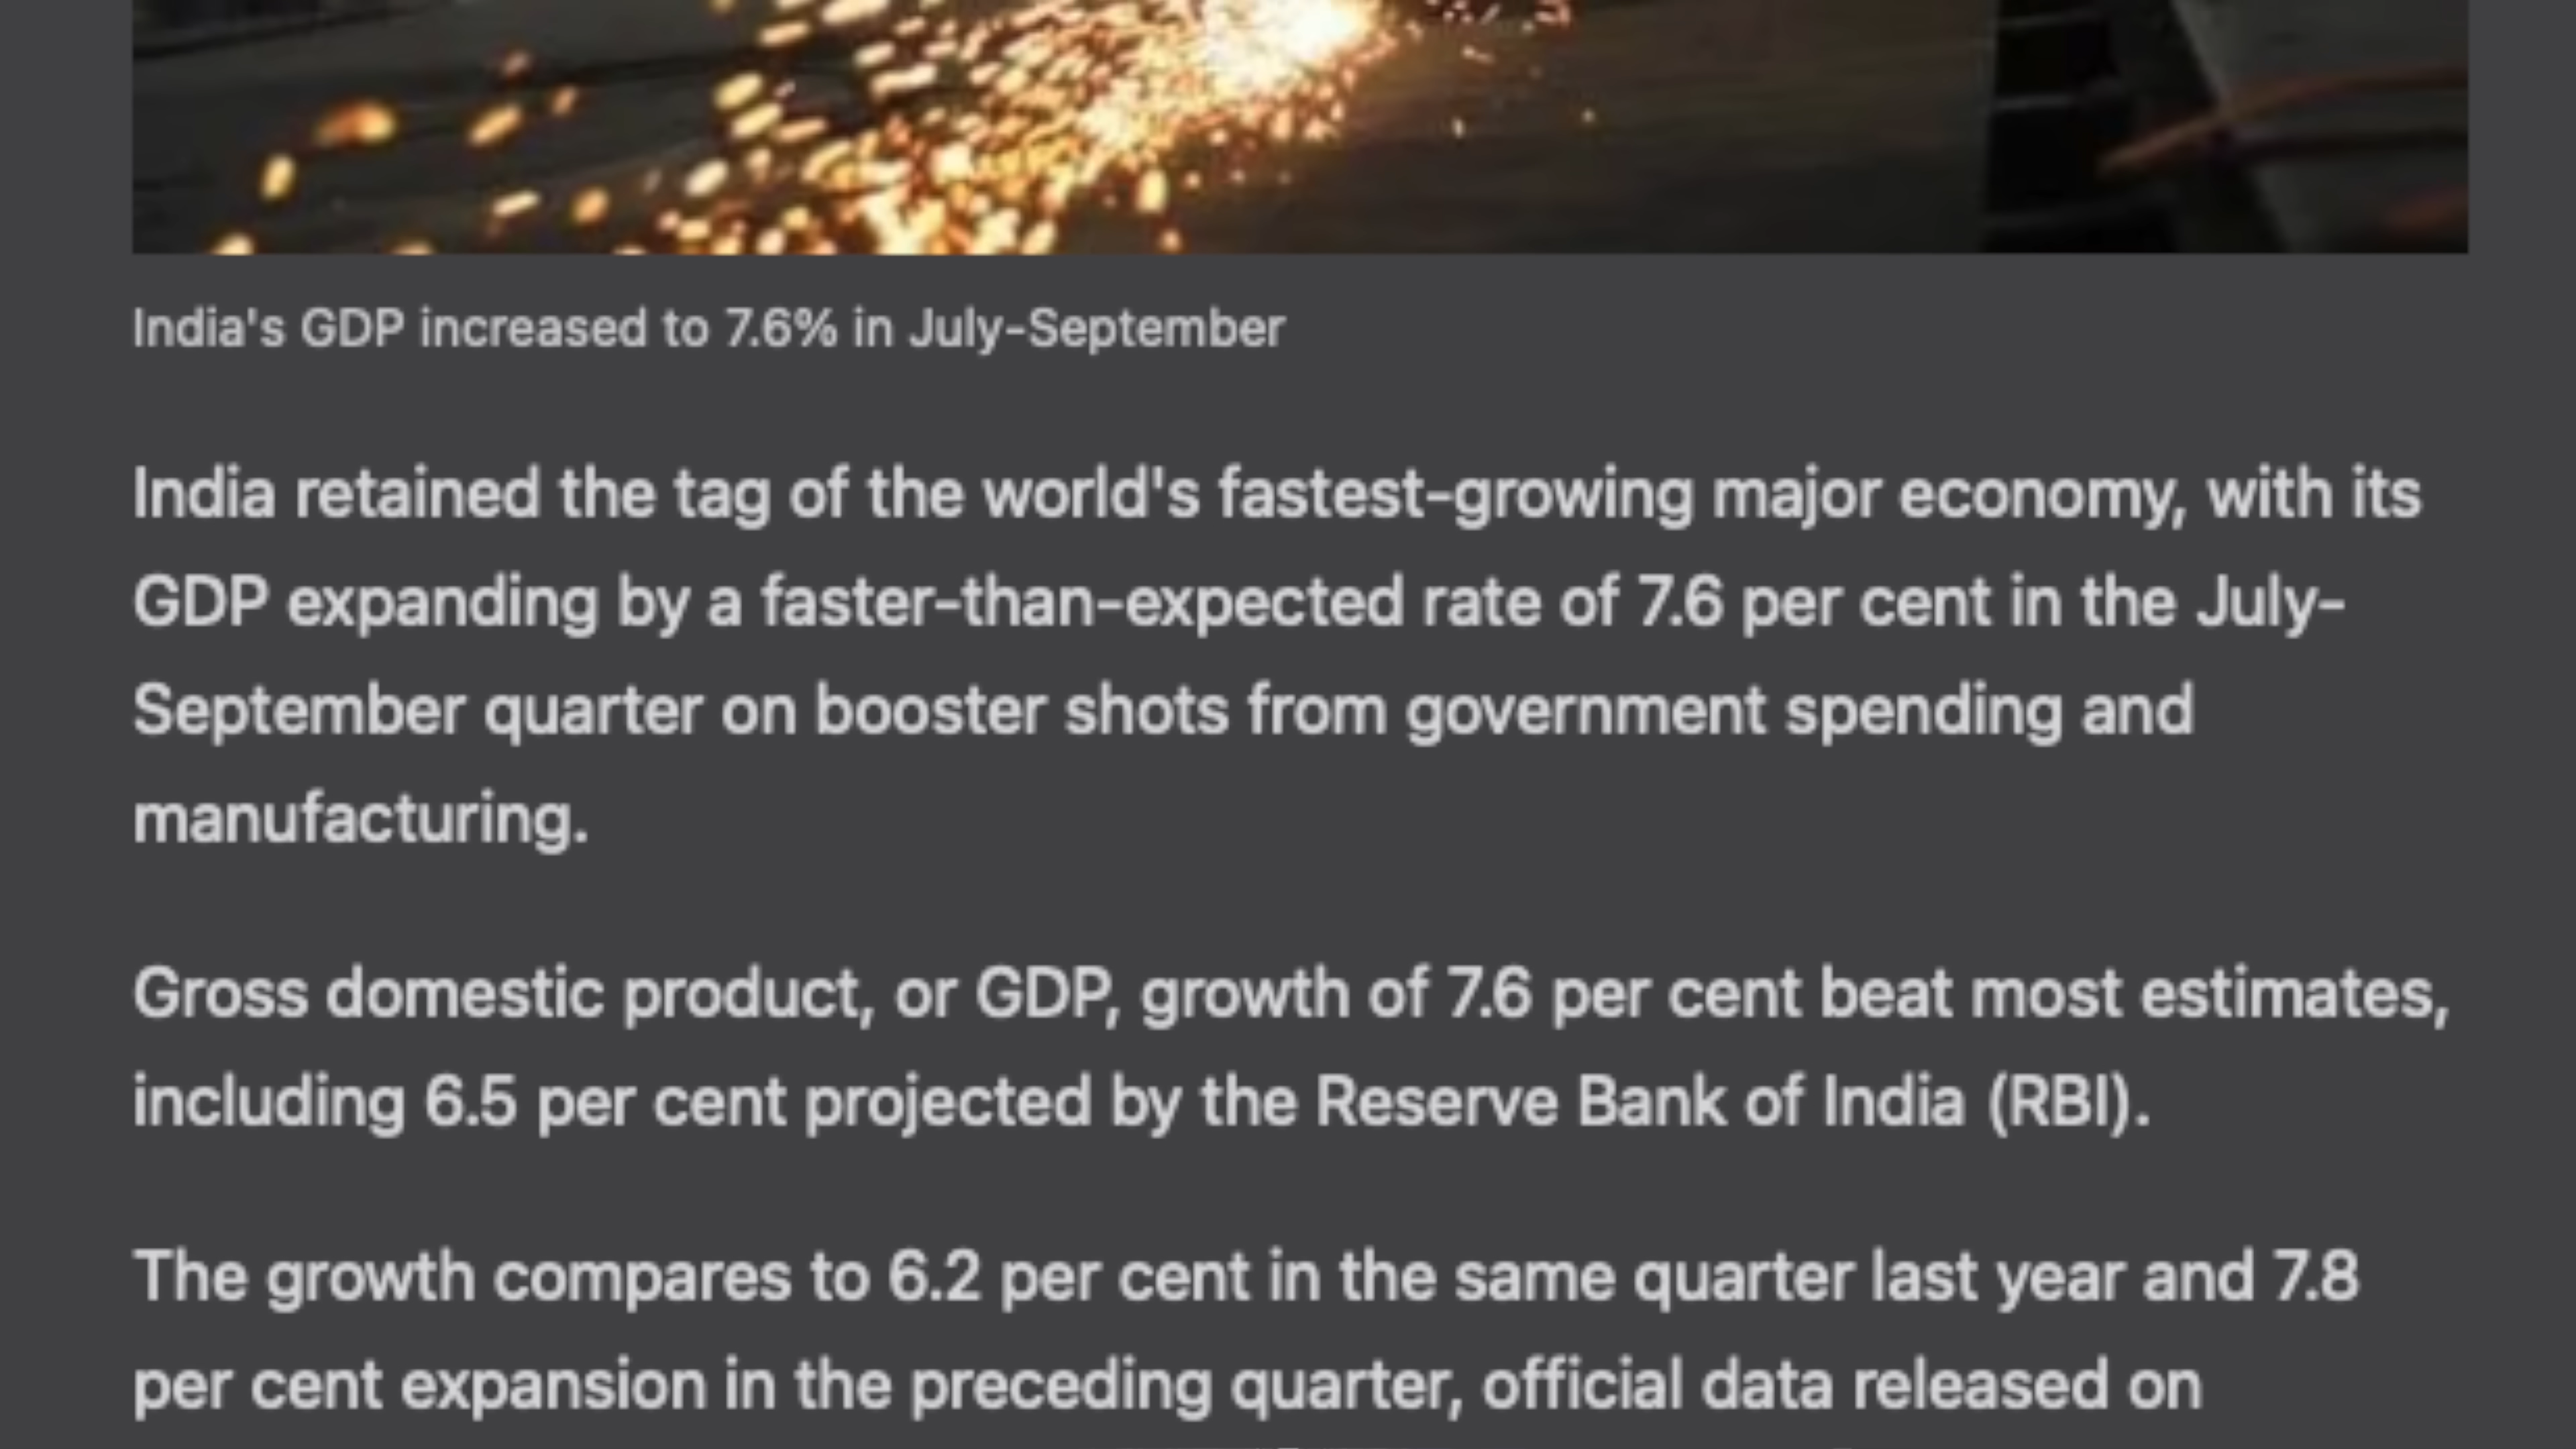 India's GDP increased to 7.6% in July-September
India retained the tag of the world's fastest-growing major economy, with its
GDP expanding by a faster-than-expected rate of 7.6 per cent in the July-
September quarter on booster shots from government spending and
manufacturing.
Gross domestic product, or GDP, growth of 7.6 per cent beat most estimates,
including 6.5 per cent projected by the Reserve Bank of India (RBI).
The growth compares to 6.2 per cent in the same quarter last year and 7.8
per cent expansion in the preceding quarter, official data released on